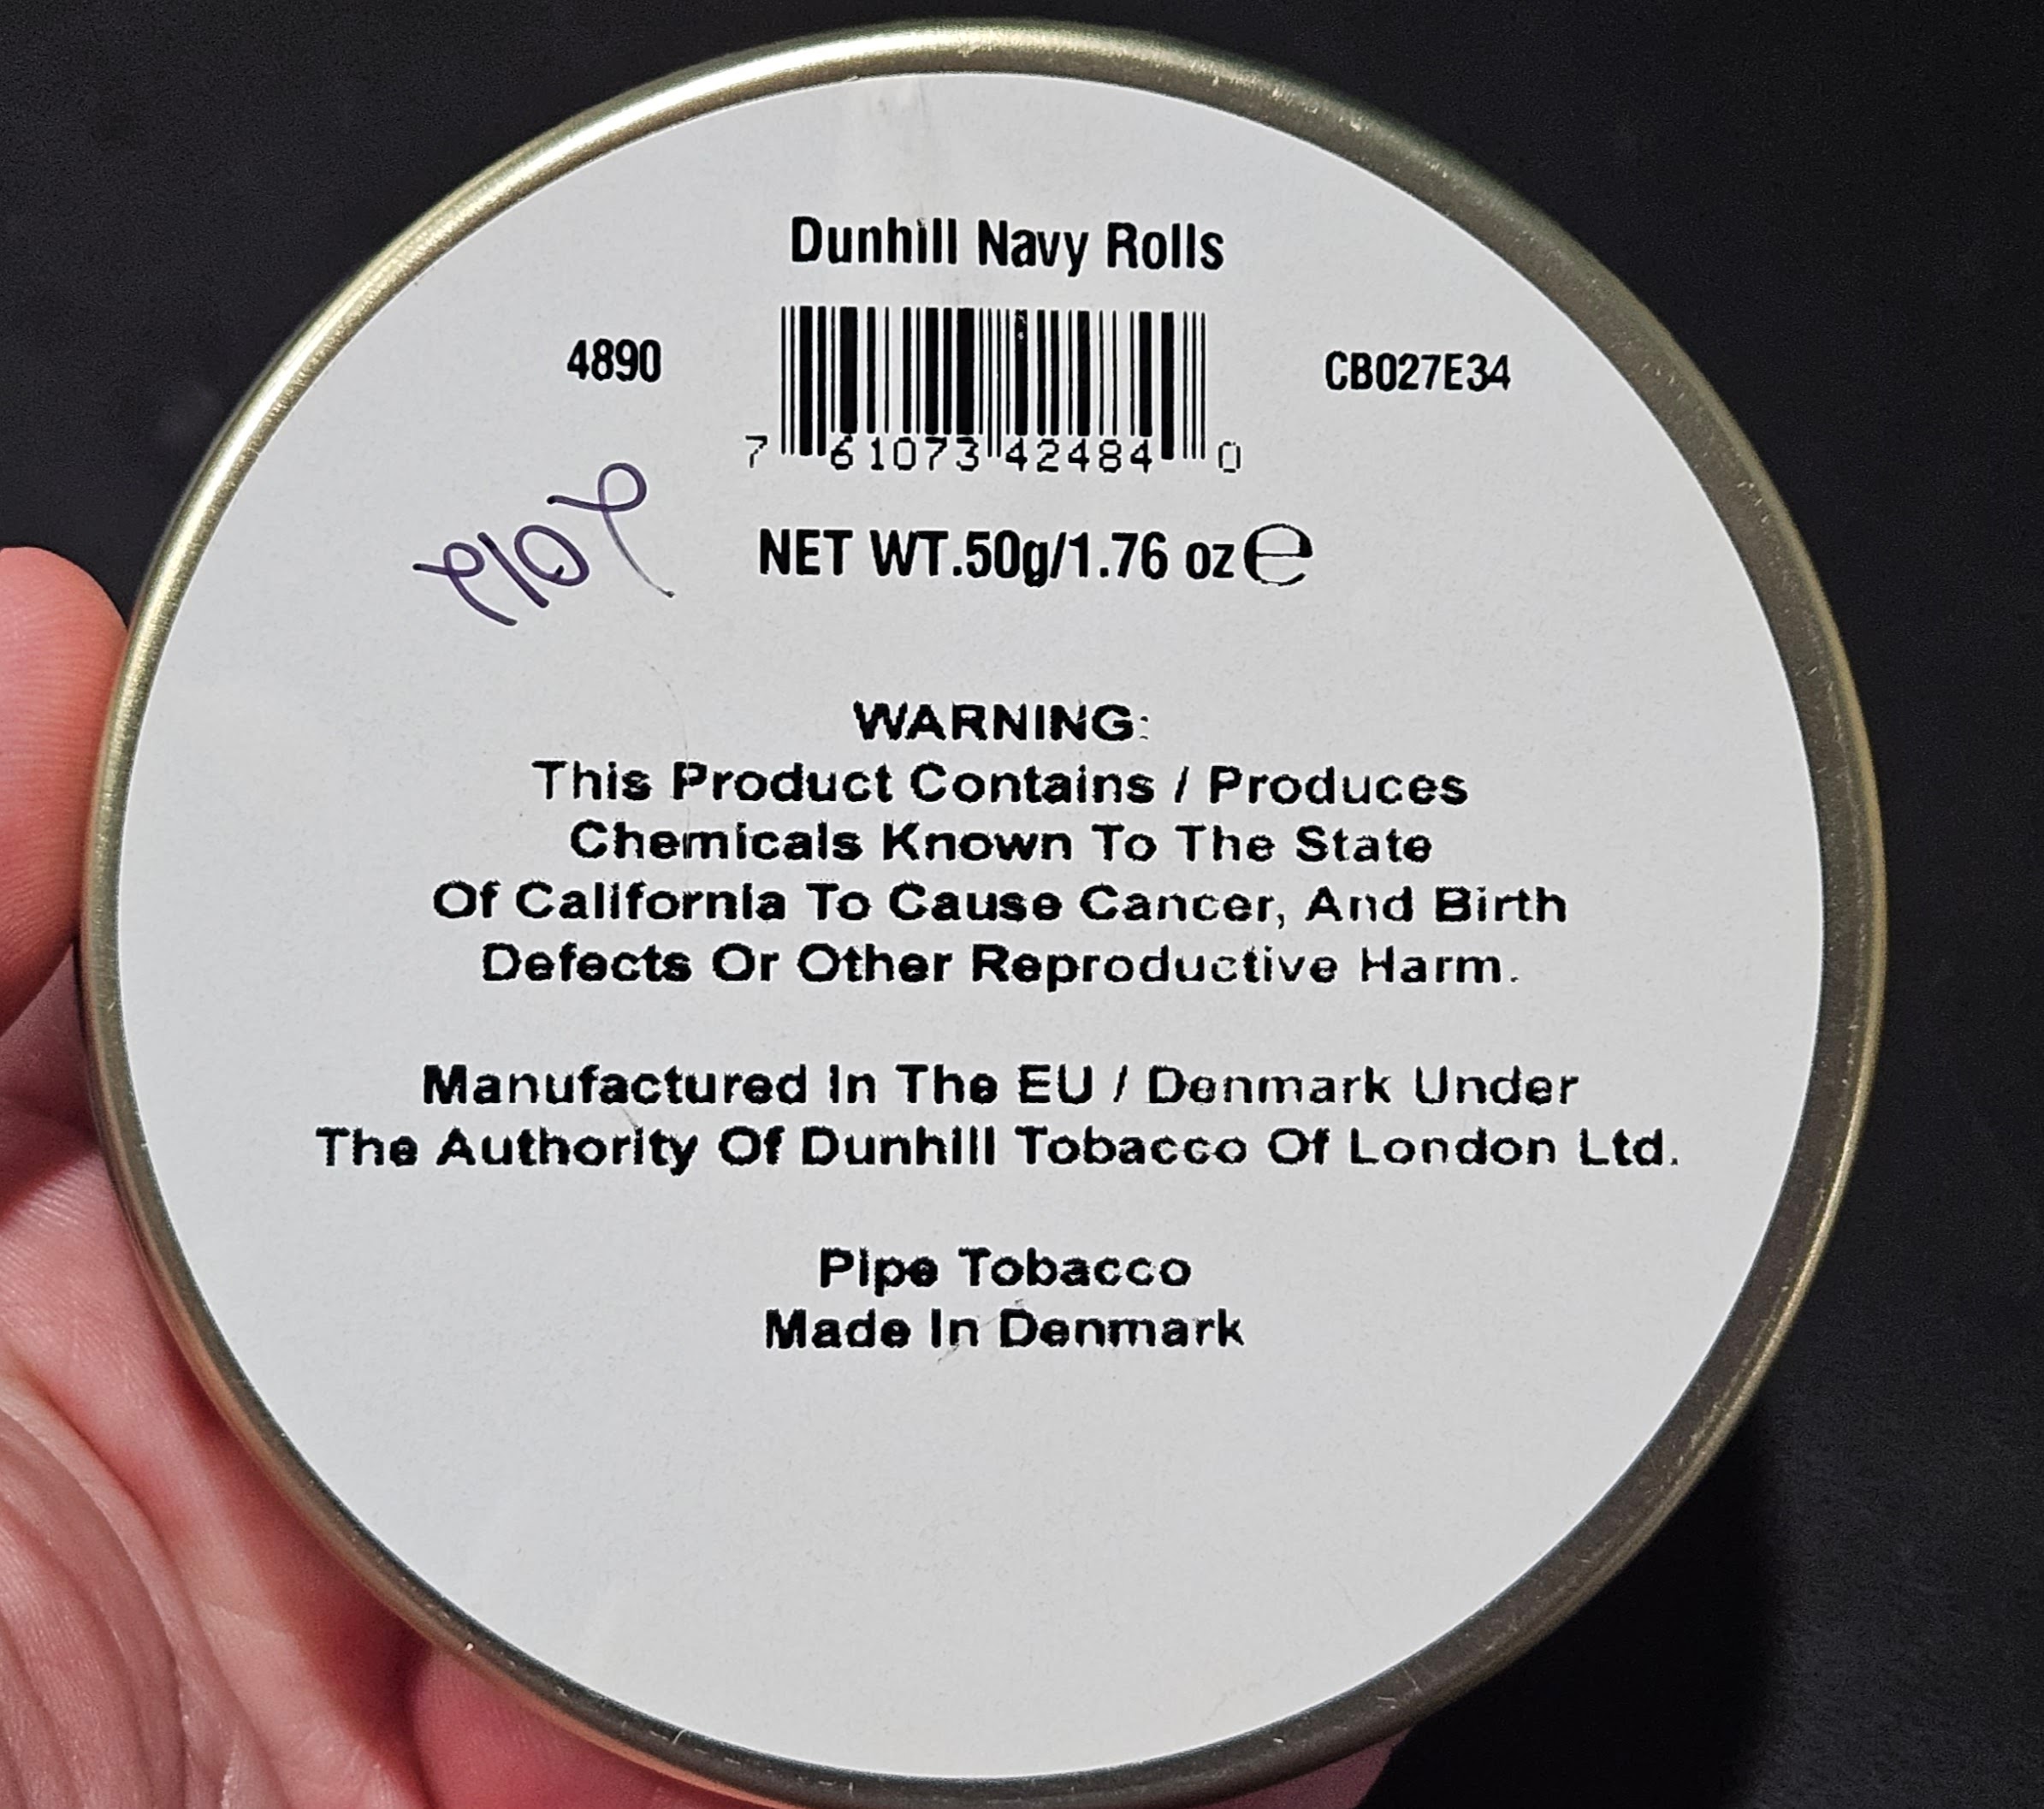 Dunhill Navy Rolls
4890 CB027E34
7 61073 42484 0
2012
NET WT.50g/1.76 oz e
WARNING:
This Product Contains / Produces
Chemicals Known To The State
Of California To Cause Cancer, And Birth
Defects Or Other Reproductive Harm.
Manufactured In The EU / Denmark Under
The Authority Of Dunhill Tobacco Of London Ltd.
Pipe Tobacco
Made In Denmark